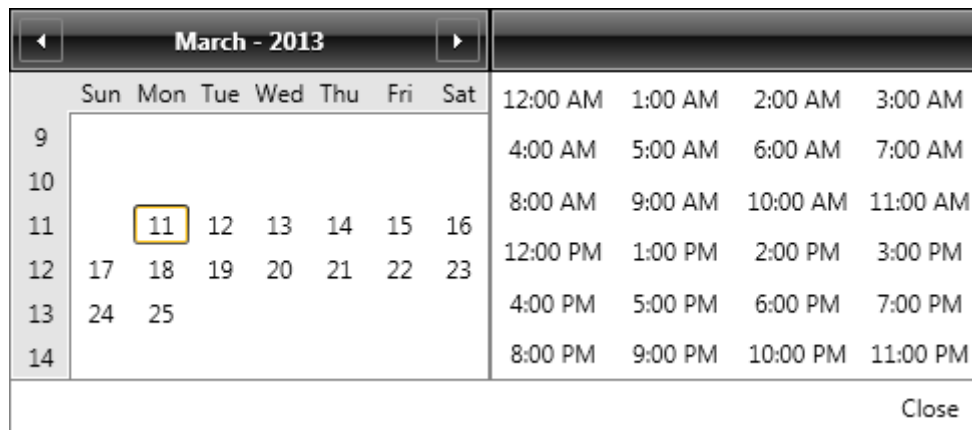 March - 2013
Sun Mon Tue Wed Thu Fri Sat
9
10
11 11 12 13 14 15 16
12 17 18 19 20 21 22 23
13 24 25
14
12:00 AM 1:00 AM 2:00 AM 3:00 AM
4:00 AM 5:00 AM 6:00 AM 7:00 AM
8:00 AM 9:00 AM 10:00 AM 11:00 AM
12:00 PM 1:00 PM 2:00 PM 3:00 PM
4:00 PM 5:00 PM 6:00 PM 7:00 PM
8:00 PM 9:00 PM 10:00 PM 11:00 PM
Close